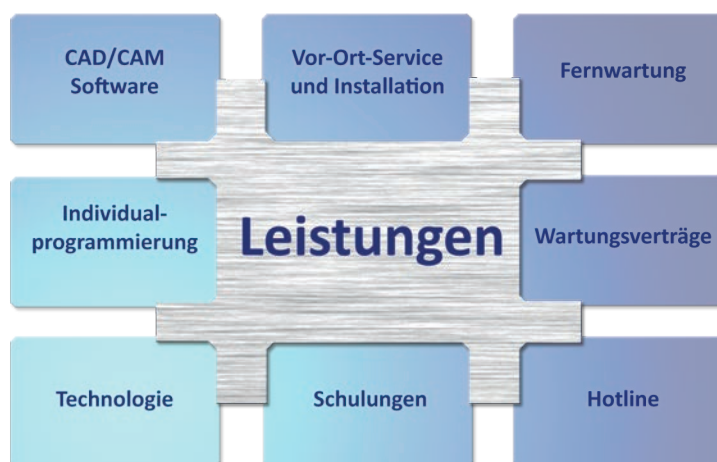 CAD/CAM
Software
Vor-Ort-Service
und Installation
Fernwartung
Individual-
programmierung
Leistungen
Wartungsverträge
Technologie
Schulungen
Hotline